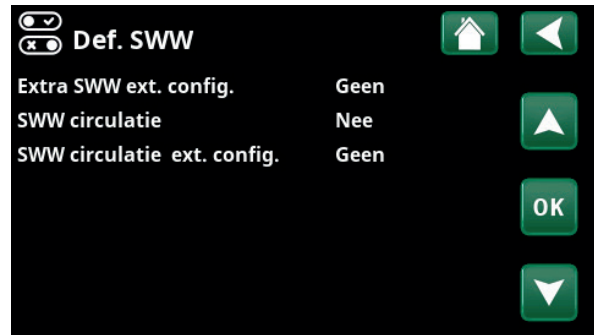 Def. SWW
Extra SWW ext. config. Geen
SWW circulatie Nee
SWW circulatie ext. config. Geen
OK